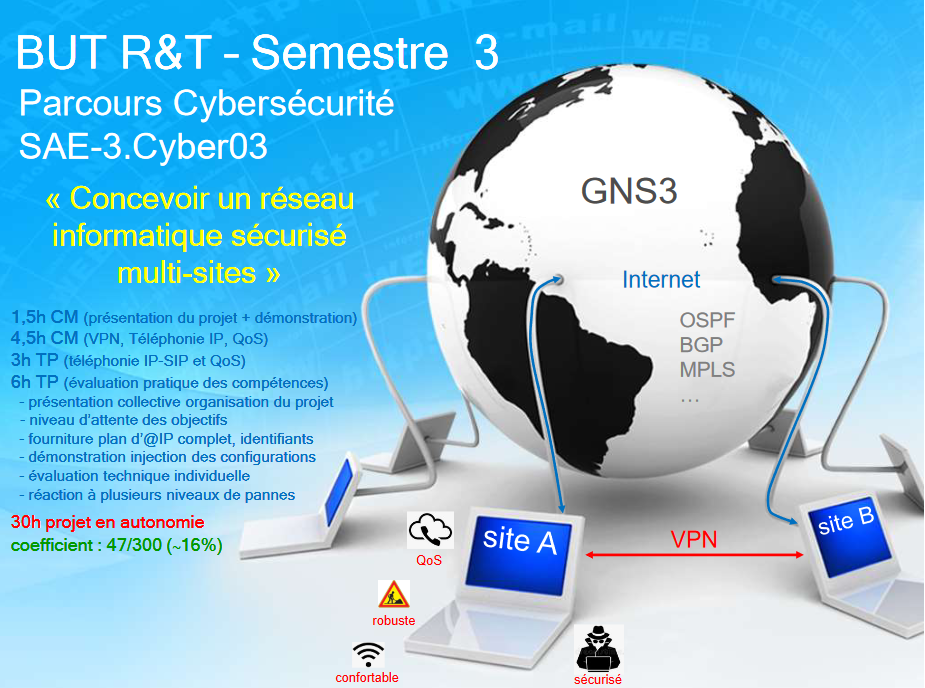 BUT R&T – Semestre 3
Parcours Cybersécurité
SAE-3.Cyber03
« Concevoir un réseau
informatique sécurisé
multi-sites »
1,5h CM (présentation du projet + démonstration)
4,5h CM (VPN, Téléphonie IP, QoS)
3h TP (téléphonie IP-SIP et QoS)
6h TP (évaluation pratique des compétences)
- présentation collective organisation du projet
- niveau d'attente des objectifs
- fourniture plan d'@IP complet, identifiants
- démonstration injection des configurations
- évaluation technique individuelle
- réaction à plusieurs niveaux de pannes
30h projet en autonomie
coefficient : 47/300 (~16%)
GNS3
Internet
OSPF
BGP
MPLS
...
site A
VPN
site B
QoS
robuste
confortable
sécurisé
http://
e-mail
WEB